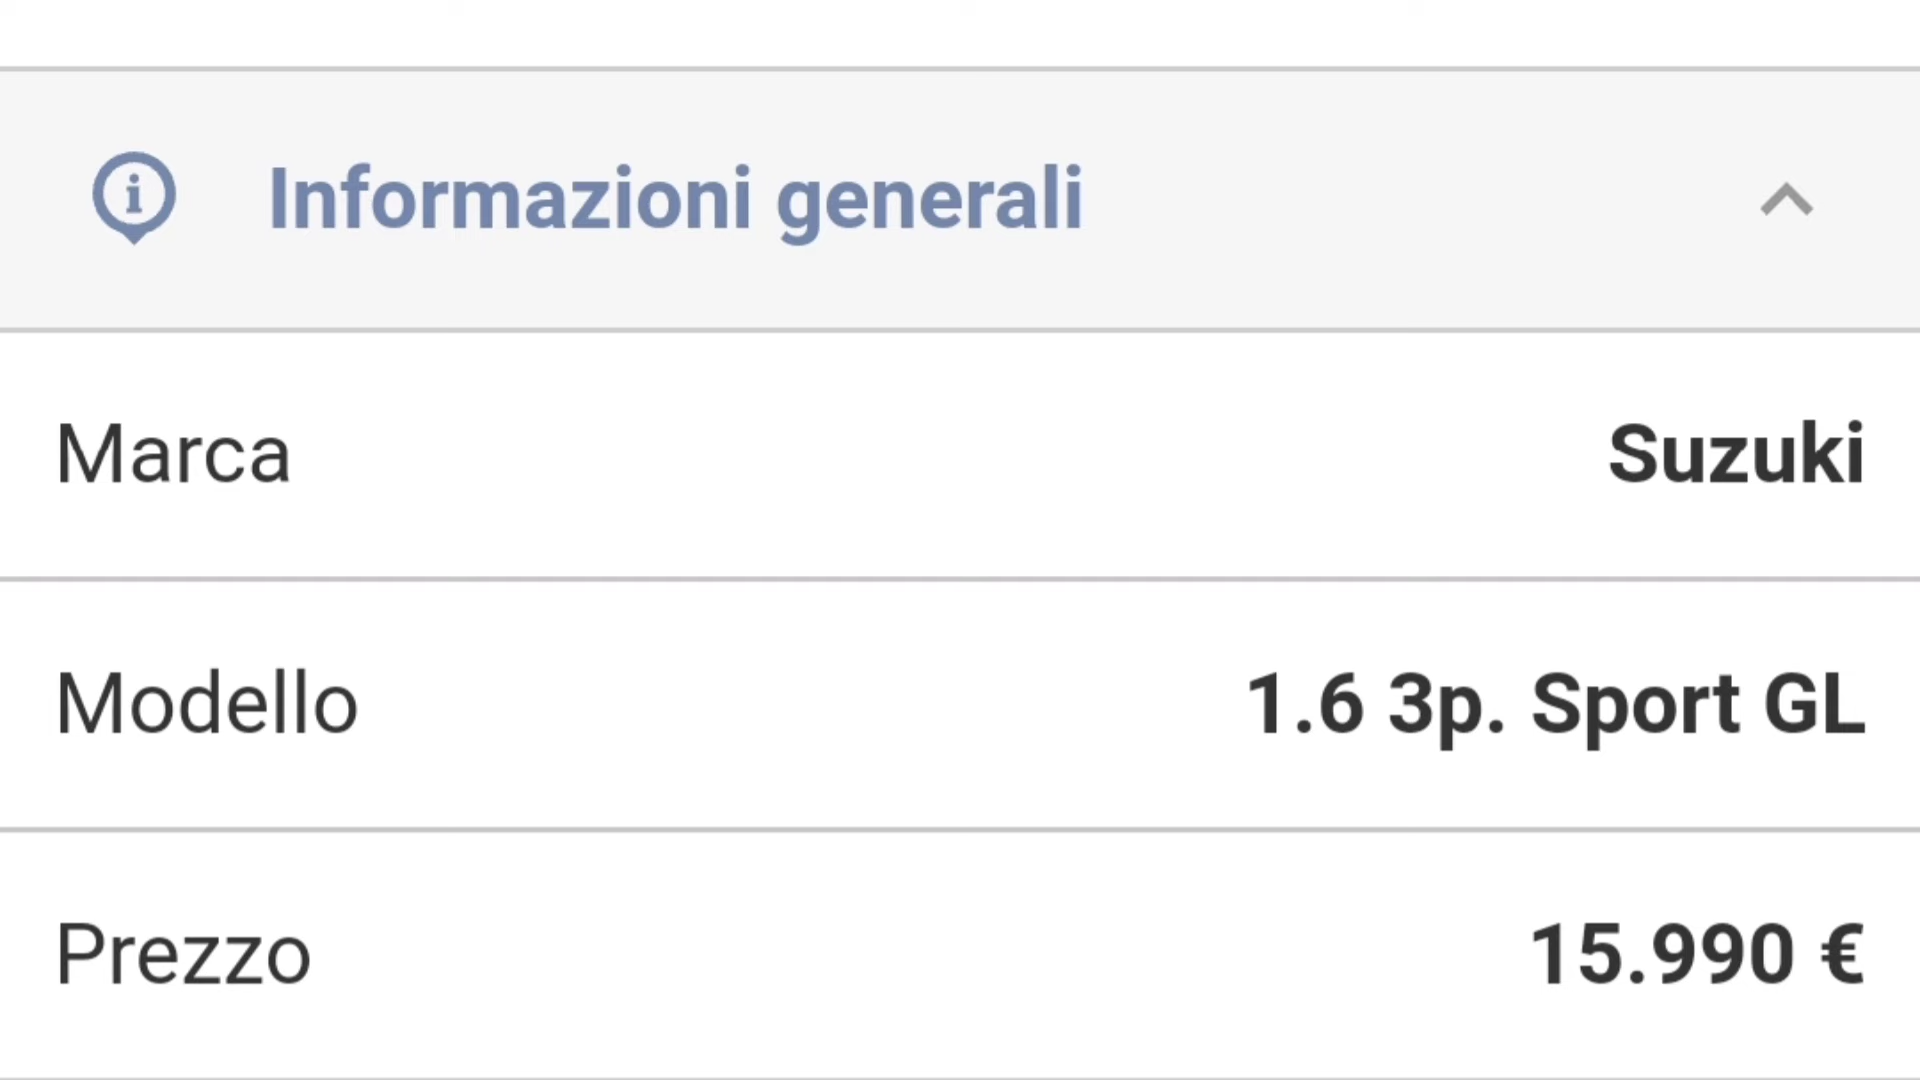 Informazioni generali
Marca Suzuki
Modello 1.6 3p. Sport GL
Prezzo 15.990 €